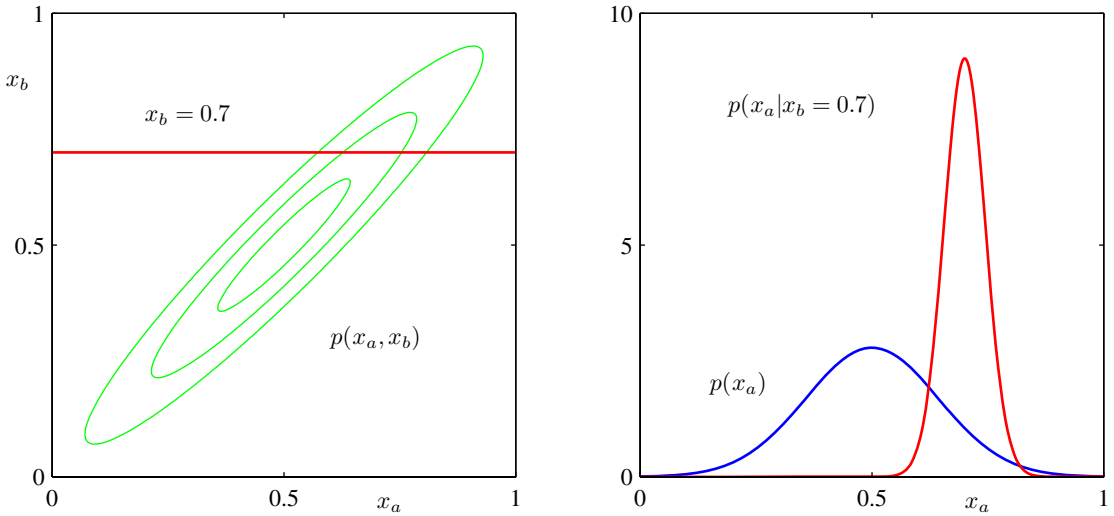 1
x_b
x_b = 0.7
0.5
p(x_a, x_b)
0
0
0.5
x_a
1
10
p(x_a|x_b = 0.7)
5
p(x_a)
0
0
0.5
x_a
1